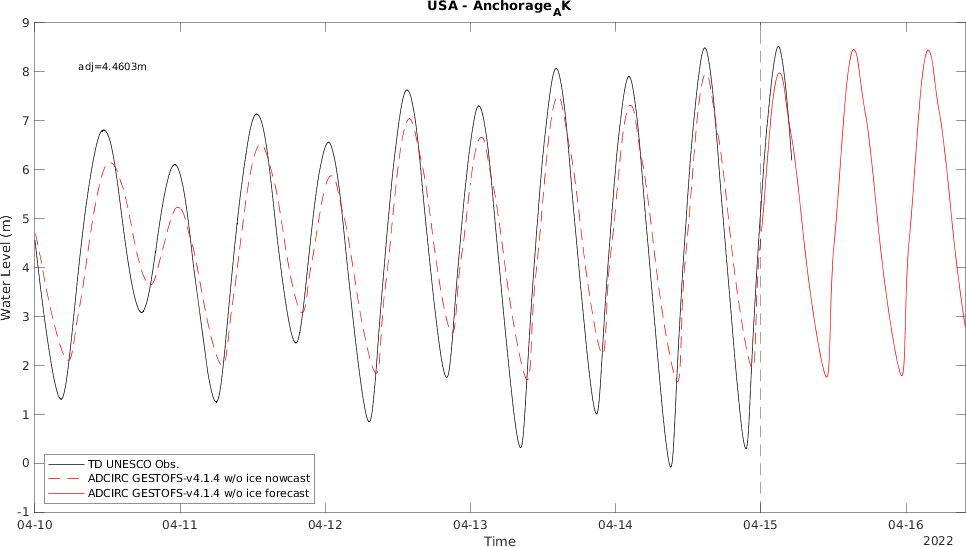 USA - Anchorage_AK
adj=4.4603m
Water Level (m)
9
8
7
6
5
4
3
2
1
0
-1
TD UNESCO Obs.
ADCIRC GESTOFS-v4.1.4 w/o ice nowcast
ADCIRC GESTOFS-v4.1.4 w/o ice forecast
04-10 04-11 04-12 04-13 04-14 04-15 04-16
Time
2022